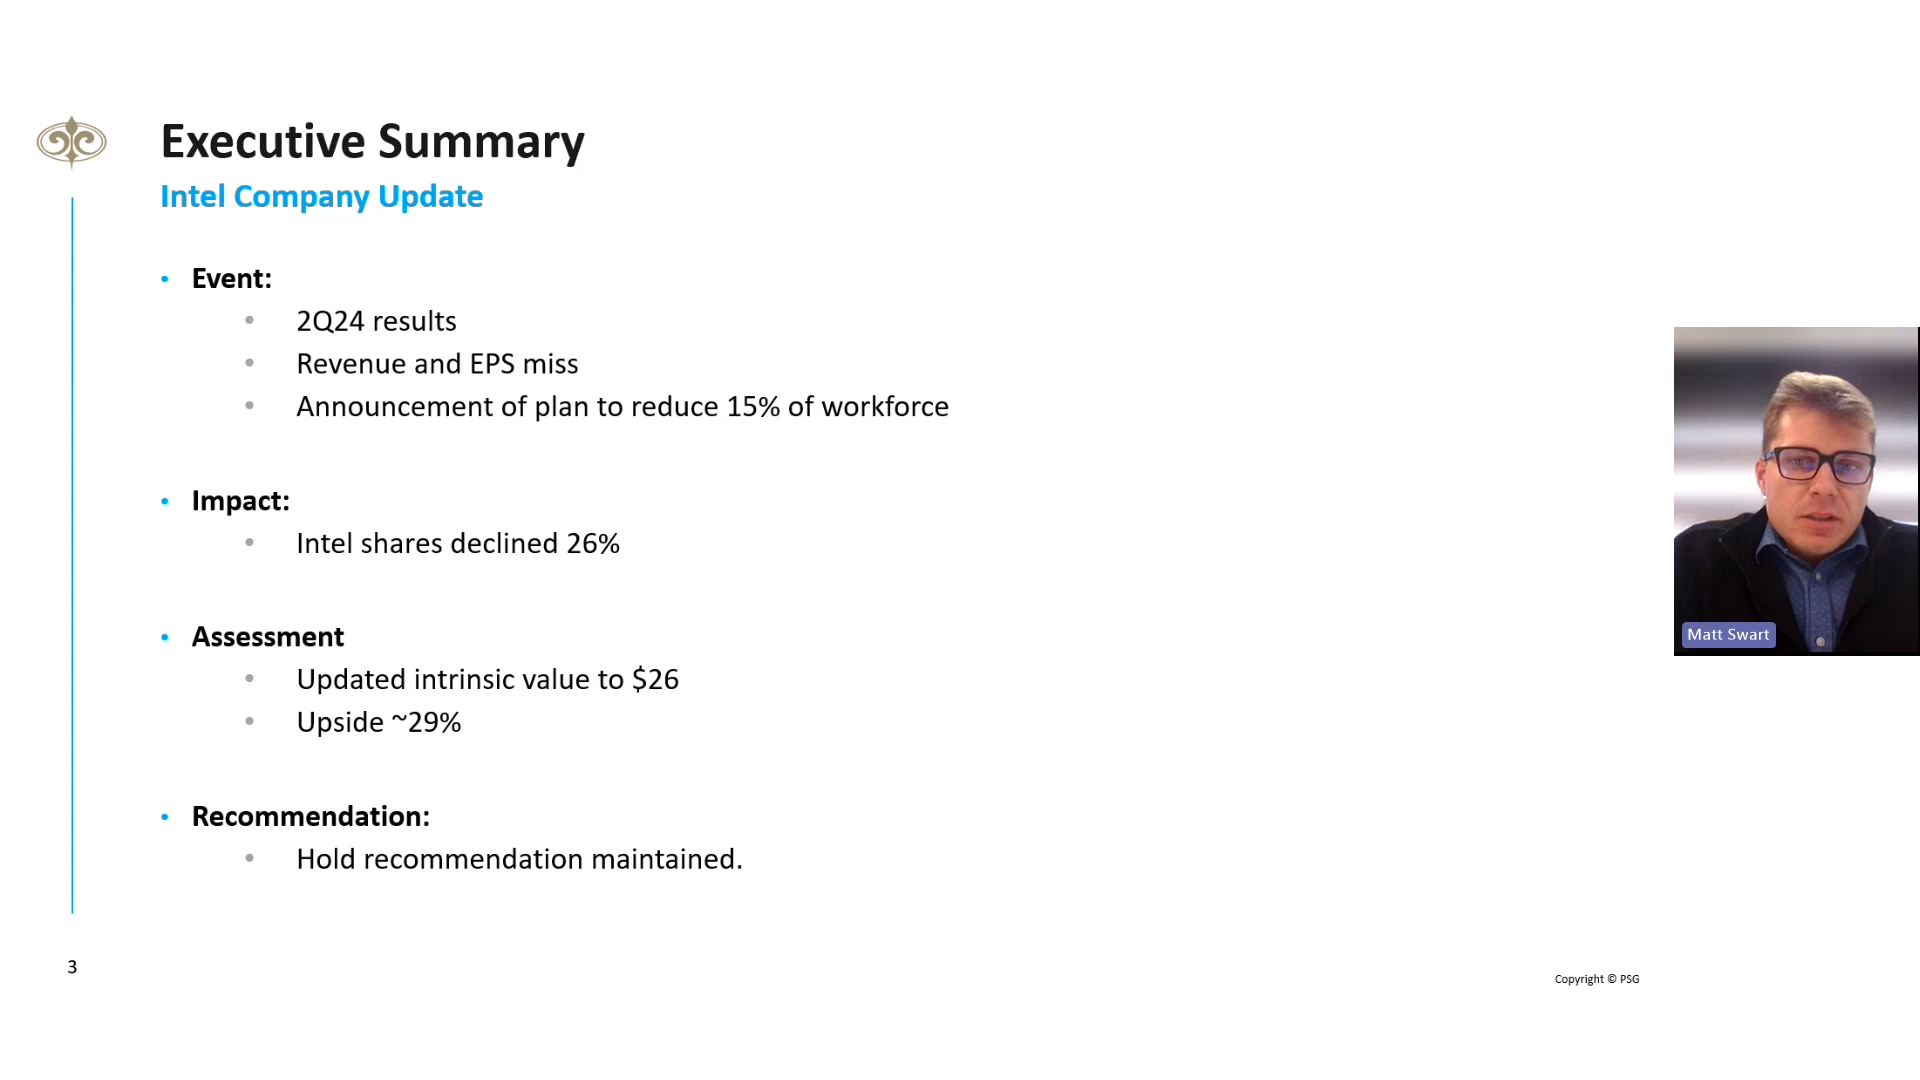 Executive Summary
Intel Company Update
• Event:
• 2Q24 results
• Revenue and EPS miss
• Announcement of plan to reduce 15% of workforce
• Impact:
• Intel shares declined 26%
• Assessment
• Updated intrinsic value to $26
• Upside ~29%
• Recommendation:
• Hold recommendation maintained.
Matt Swart
3
Copyright © PSG